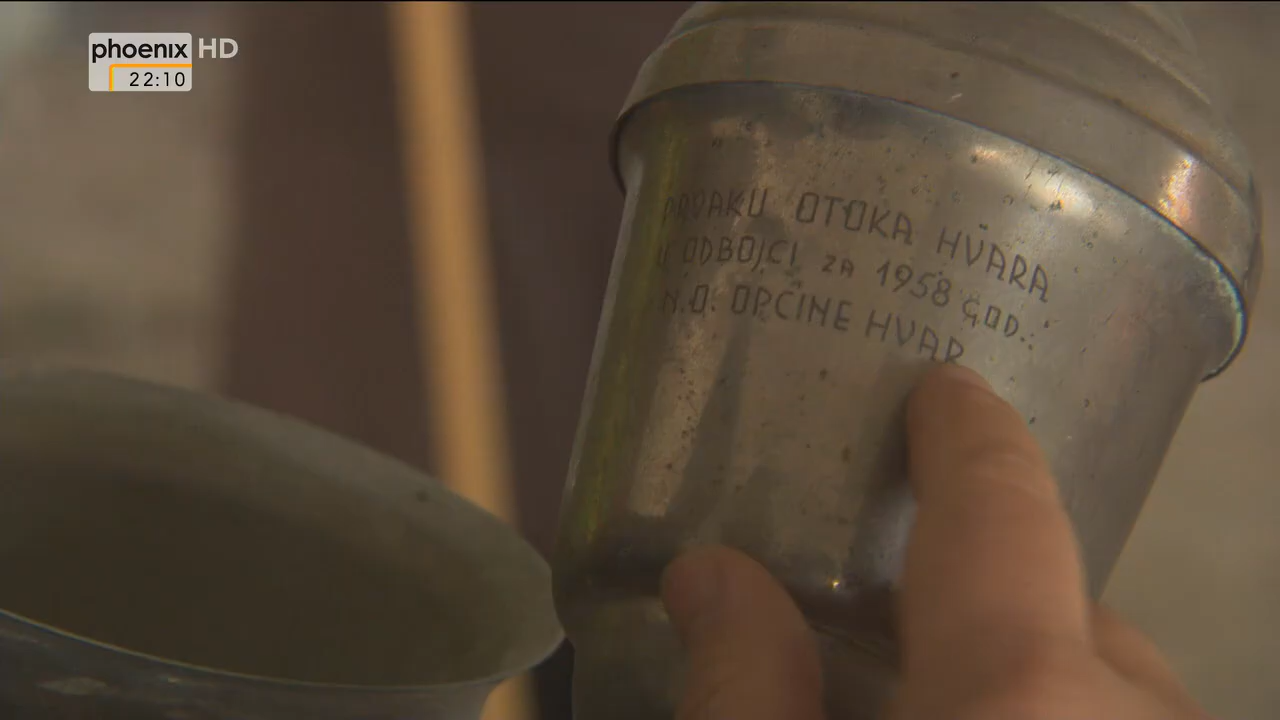 phoenix HD
22:10
PRVAKU OTOKA HVARA
U ODBOJCI ZA 1958 GOD.
N.O. OPĆINE HVAR